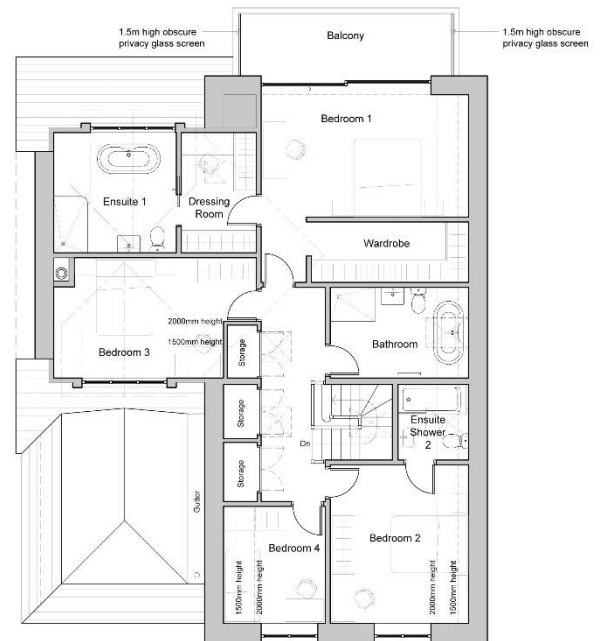 1.5m high obscure
privacy glass screen
Balcony
1.5m high obscure
privacy glass screen
Bedroom 1
Ensuite 1
Dressing
Room
Wardrobe
2000mm height
1500mm height
Bedroom 3
Storage
Bathroom
Storage
Ensuite
Shower
2
Dn
Storage
Gutter
Bedroom 4
Bedroom 2
1500mm height
2000mm height
2000mm height
1500mm height